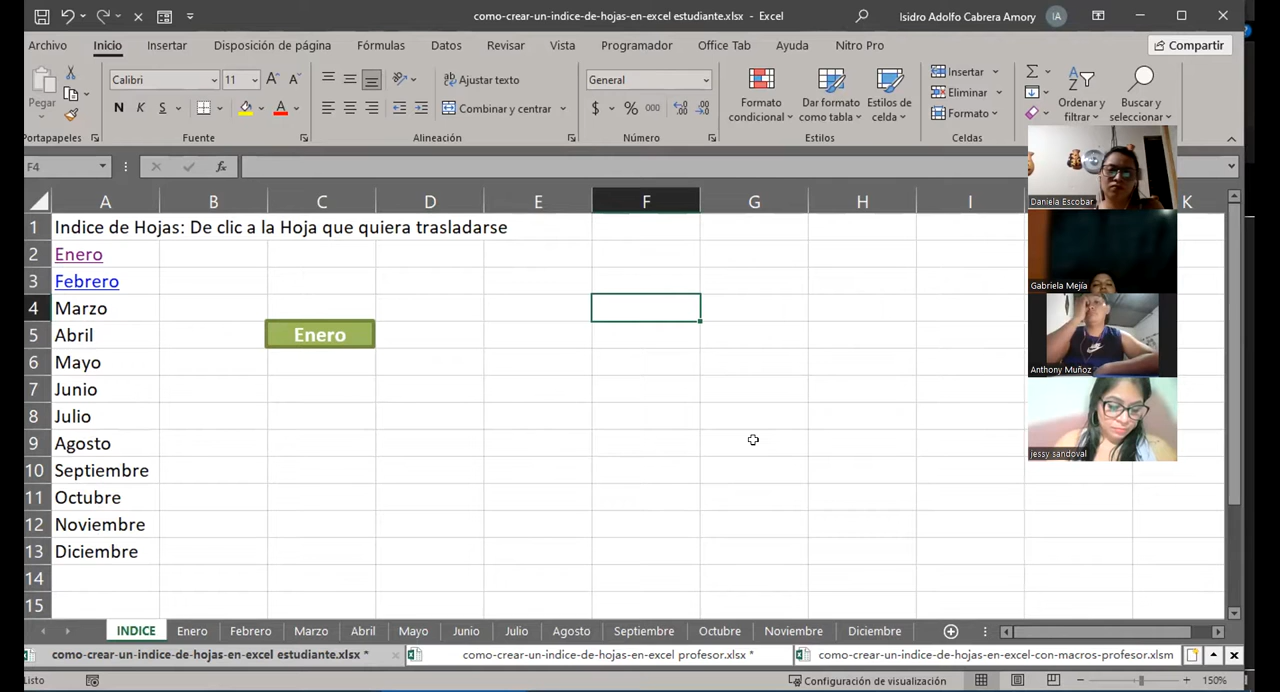 como-crear-un-indice-de-hojas-en-excel estudiante.xlsx - Excel
Isidro Adolfo Cabrera Amory
IA
Archivo Inicio Insertar Disposición de página Fórmulas Datos Revisar Vista Programador Office Tab Ayuda Nitro Pro
Compartir
Pegar
Calibri 11
N K S
Ajustar texto
Combinar y centrar
General
$ % 000
Formato condicional
Dar formato como tabla
Estilos de celda
Insertar
Eliminar
Formato
Ordenar y filtrar
Buscar y seleccionar
Portapapeles Fuente Alineación Número Estilos Celdas
F4
fx
A B C D E F G H I K
1 Indice de Hojas: De clic a la Hoja que quiera trasladarse
2 Enero
3 Febrero
4 Marzo
5 Abril Enero
6 Mayo
7 Junio
8 Julio
9 Agosto
10 Septiembre
11 Octubre
12 Noviembre
13 Diciembre
14
15
Daniela Escobar
Gabriela Mejía
Anthony Muñoz
jessy sandoval
INDICE Enero Febrero Marzo Abril Mayo Junio Julio Agosto Septiembre Octubre Noviembre Diciembre
como-crear-un-indice-de-hojas-en-excel estudiante.xlsx *
como-crear-un-indice-de-hojas-en-excel profesor.xlsx *
como-crear-un-indice-de-hojas-en-excel-con-macros-profesor.xlsm
Listo
Configuración de visualización
150%